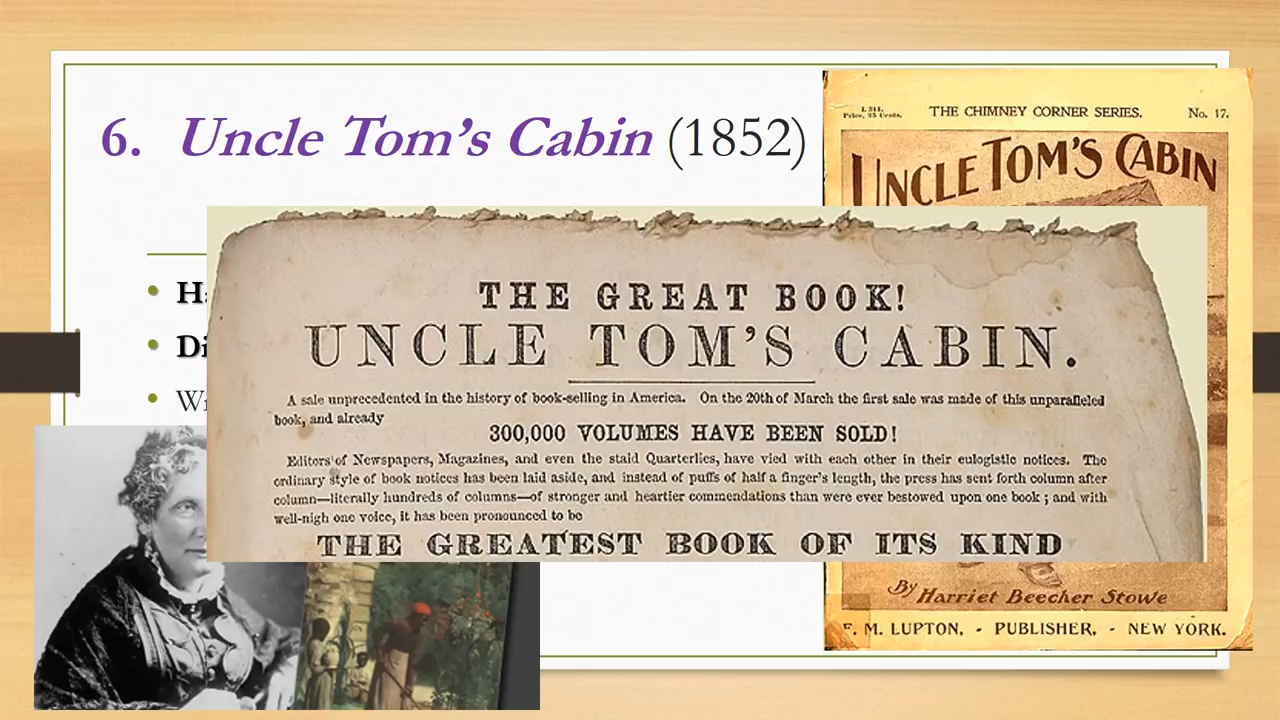 6. Uncle Tom's Cabin (1852)
L 311.
Price, 25 Cents.
THE CHIMNEY CORNER SERIES.
No. 17.
UNCLE TOM'S CABIN
THE GREAT BOOK!
UNCLE TOM'S CABIN.
A sale unprecedented in the history of book-selling in America. On the 20th of March the first sale was made of this unparalleled
book, and already
300,000 VOLUMES HAVE BEEN SOLD!
Editors of Newspapers, Magazines, and even the staid Quarterlies, have vied with each other in their eulogistic notices. The
ordinary style of book notices has been laid aside, and instead of puffs of half a finger's length, the press has sent forth column after
column—literally hundreds of columns—of stronger and heartier commendations than were ever bestowed upon one book; and with
well-nigh one voice, it has been pronounced to be
THE GREATEST BOOK OF ITS KIND
By Harriet Beecher Stowe
F. M. LUPTON, - PUBLISHER, - NEW YORK.